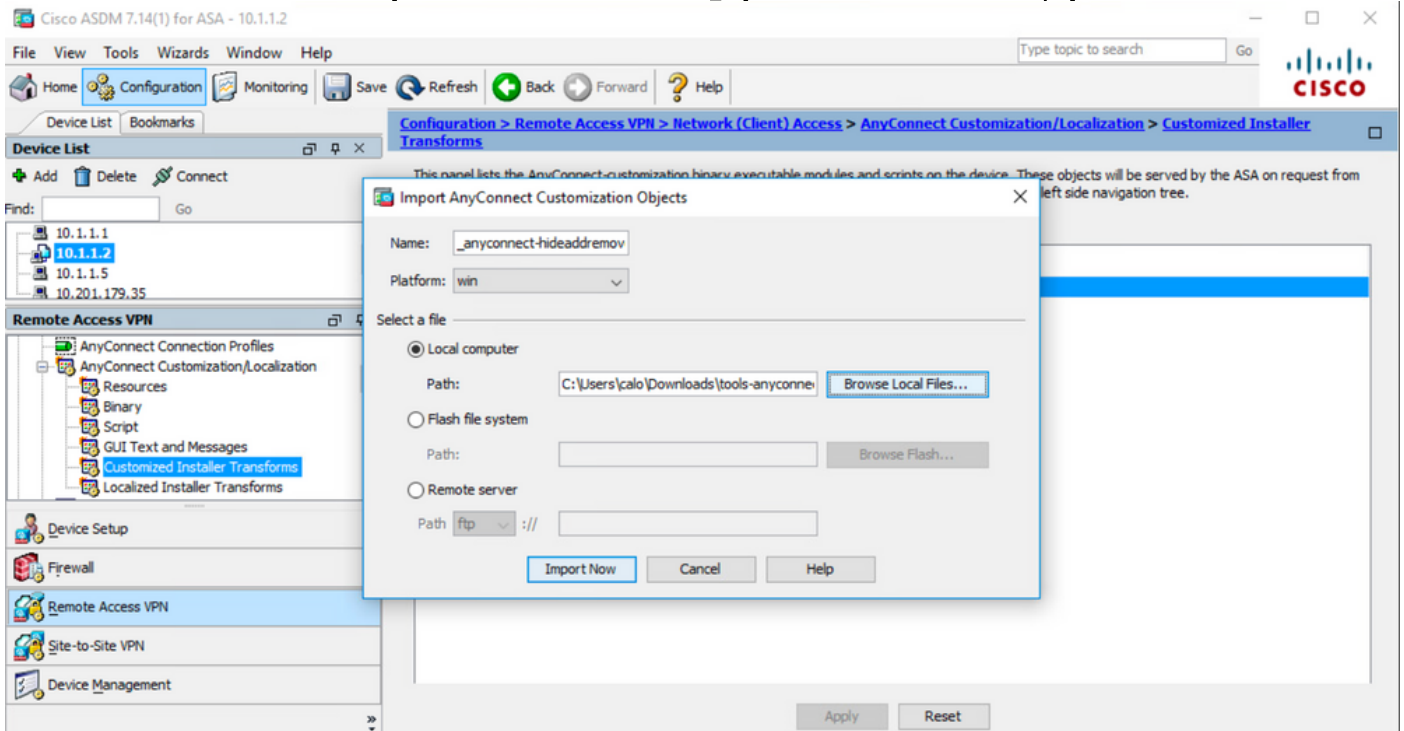 Cisco ASDM 7.14(1) for ASA - 10.1.1.2
File View Tools Wizards Window Help
Type topic to search Go
Home Configuration Monitoring Save Refresh Back Forward Help
CISCO
Device List Bookmarks
Device List
Add Delete Connect
Find: Go
10.1.1.1
10.1.1.2
10.1.1.5
10.201.179.35
Remote Access VPN
AnyConnect Connection Profiles
AnyConnect Customization/Localization
Resources
Binary
Script
GUI Text and Messages
Customized Installer Transforms
Localized Installer Transforms
Device Setup
Firewall
Remote Access VPN
Site-to-Site VPN
Device Management
Configuration > Remote Access VPN > Network (Client) Access > AnyConnect Customization/Localization > Customized Installer
Transforms
This panel lists the AnyConnect-customization binary executable modules and scripts on the device. These objects will be served by the ASA on request from
left side navigation tree.
Import AnyConnect Customization Objects
Name: _anyconnect-hideaddremov
Platform: win
Select a file
Local computer
Path: C:\Users\calo\Downloads\tools-anyconnec Browse Local Files...
Flash file system
Path: Browse Flash...
Remote server
Path ftp ://
Import Now Cancel Help
Apply Reset